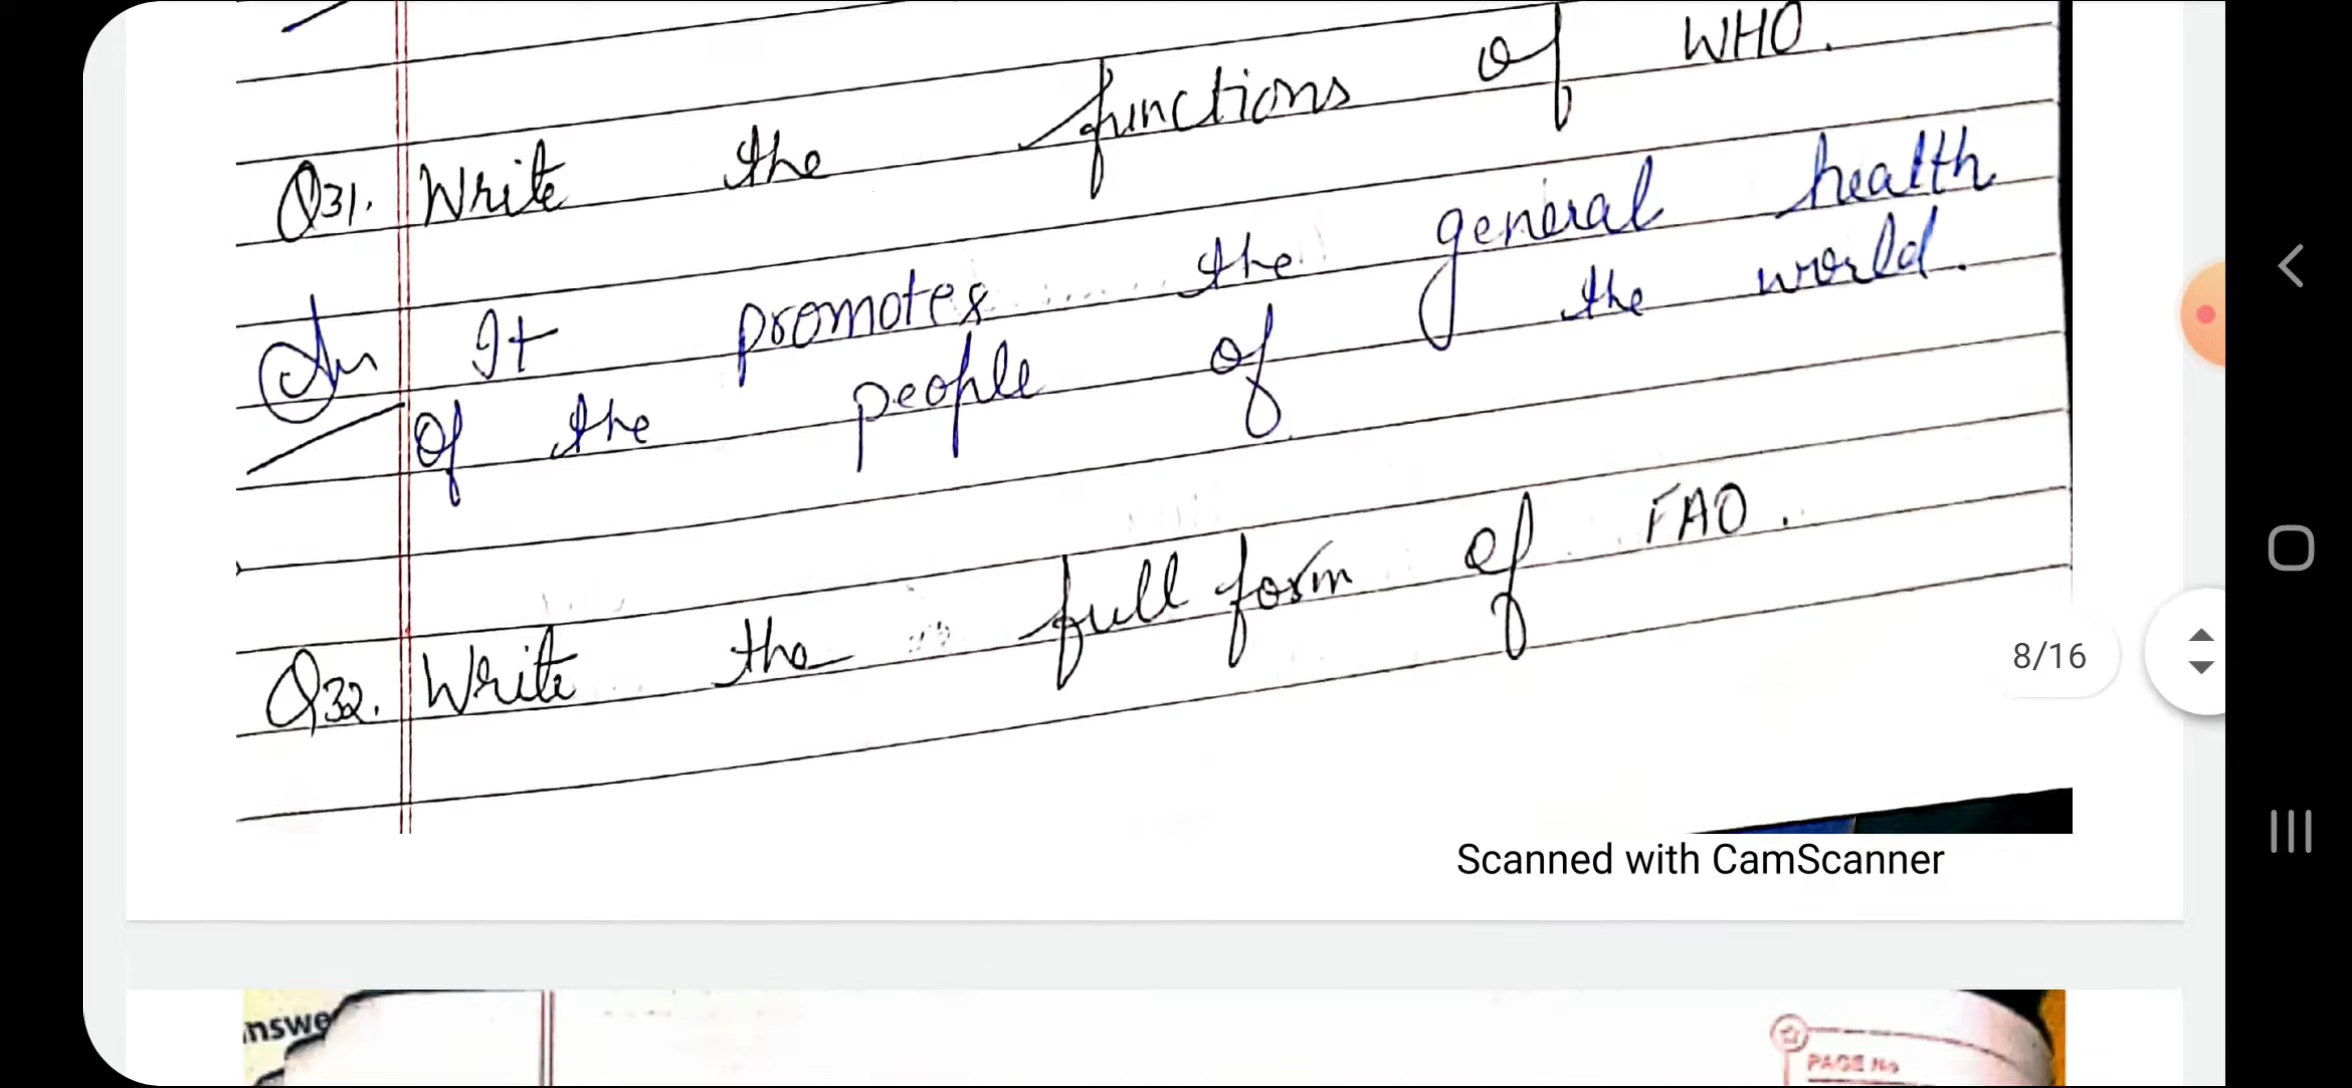 Q31. Write the functions of WHO.
An It promotes the general health
of the people of the world.
Q32. Write the full form of FAO.
8/16
Scanned with CamScanner
nswe
PAGE No